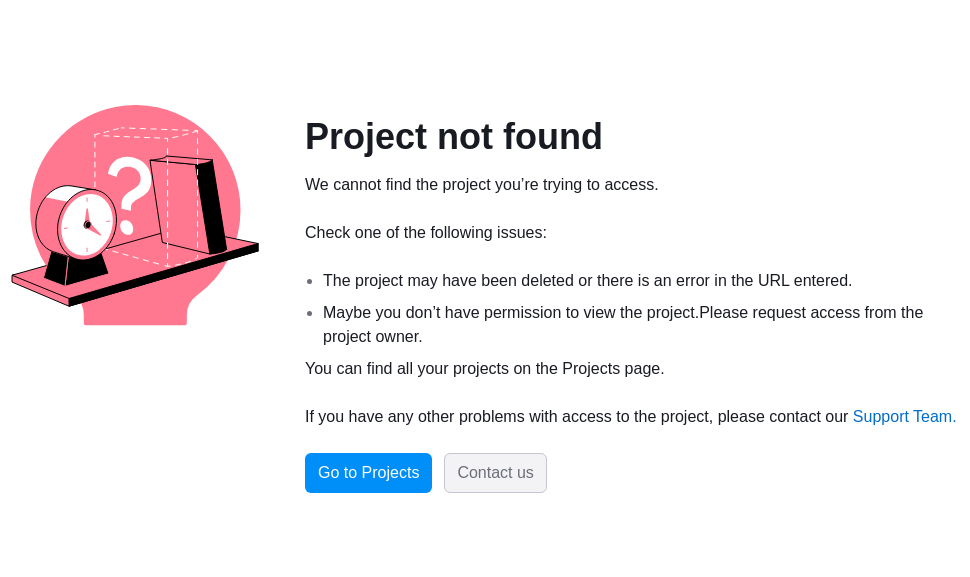 ?
Project not found
We cannot find the project you’re trying to access.
Check one of the following issues:
The project may have been deleted or there is an error in the URL entered.
Maybe you don’t have permission to view the project.Please request access from the
project owner.
You can find all your projects on the Projects page.
If you have any other problems with access to the project, please contact our Support Team.
Go to Projects
Contact us